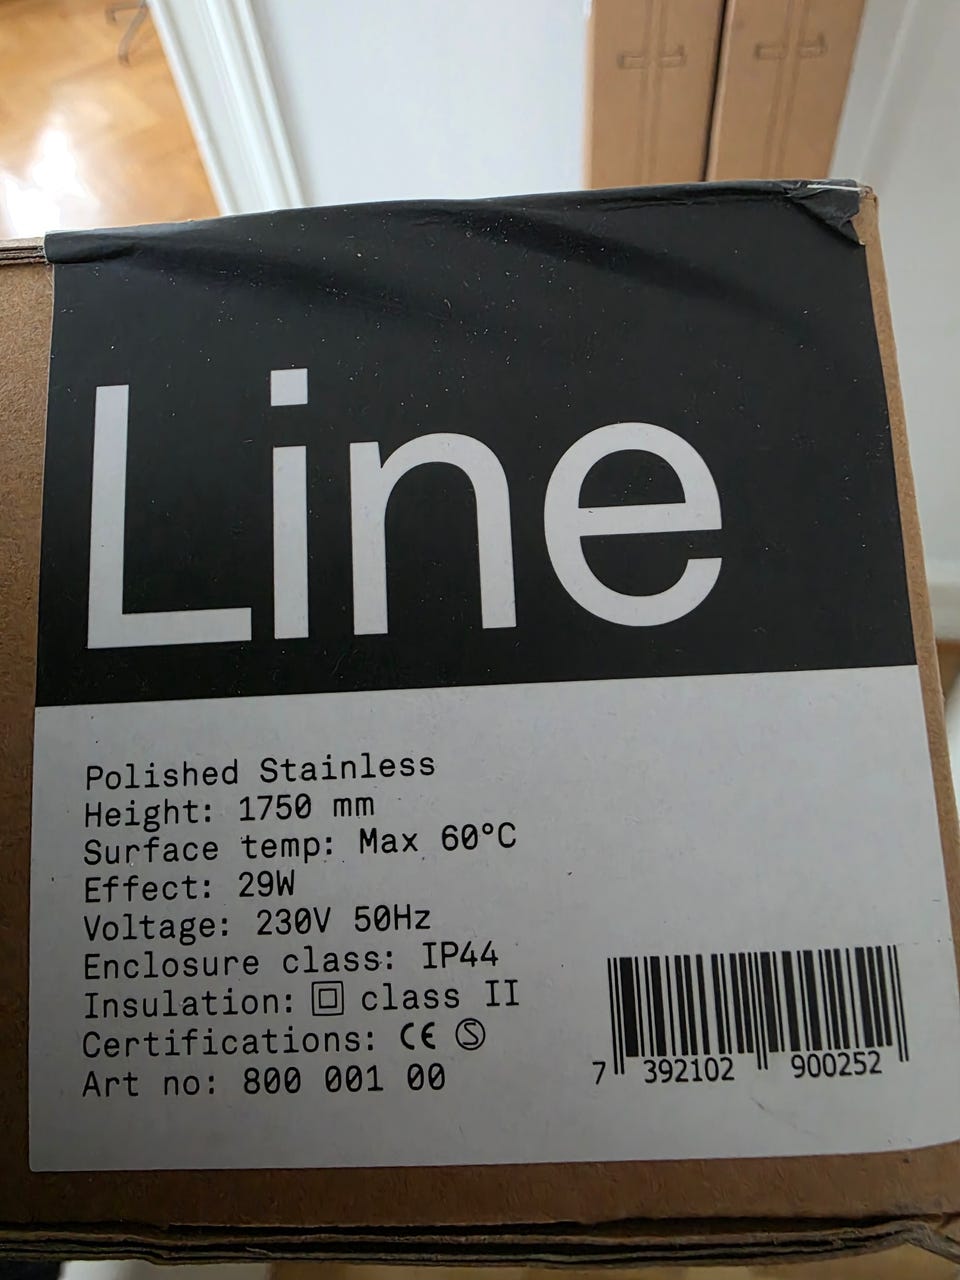 Line
Polished Stainless
Height: 1750 mm
Surface temp: Max 60°C
Effect: 29W
Voltage: 230V 50Hz
Enclosure class: IP44
Insulation: class II
Certifications: CE S
Art no: 800 001 00
7 392102 900252